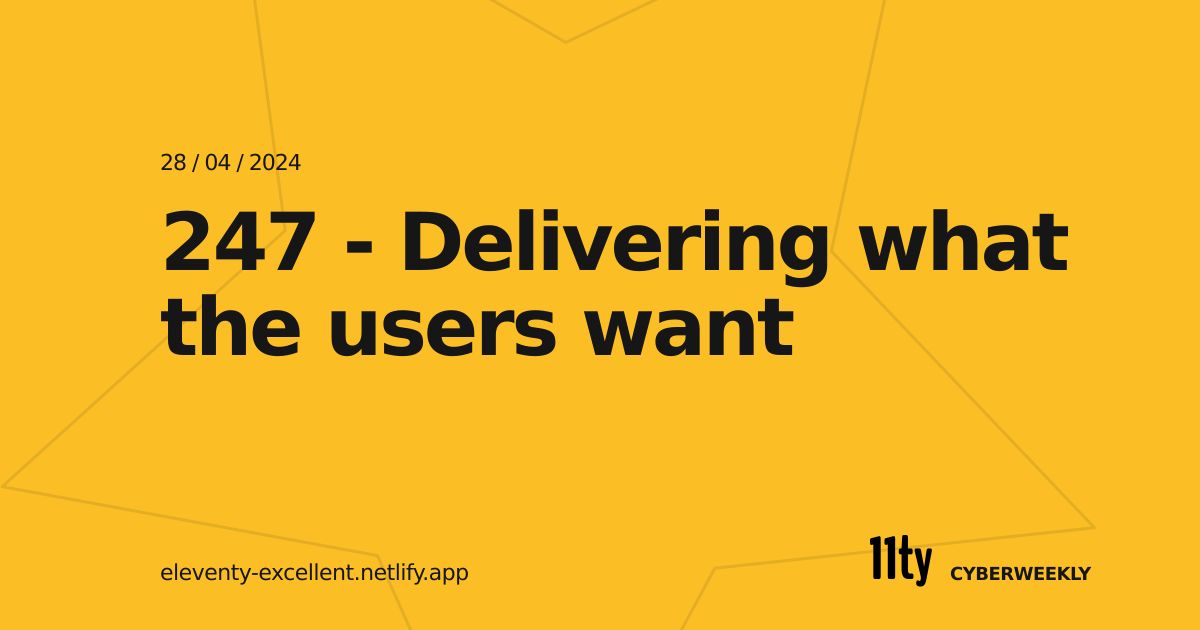 28 / 04 / 2024
247 - Delivering what
the users want
eleventy-excellent.netlify.app
11ty CYBERWEEKLY